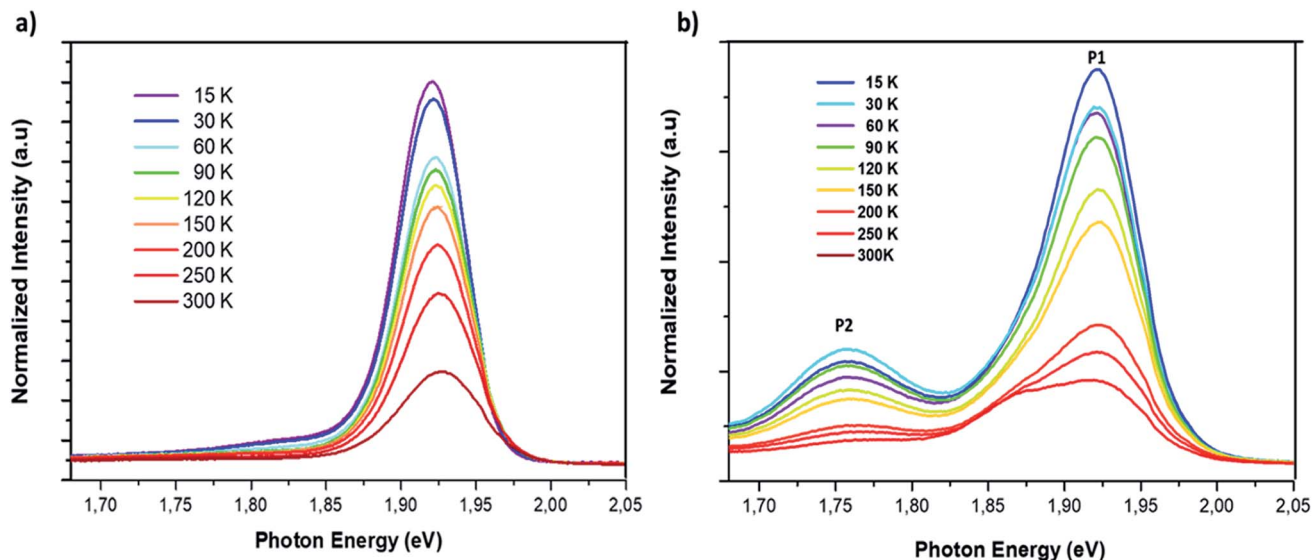 a)
Normalized Intensity (a.u)
15 K
30 K
60 K
90 K
120 K
150 K
200 K
250 K
300 K
1,70 1,75 1,80 1,85 1,90 1,95 2,00 2,05
Photon Energy (eV)
b)
Normalized Intensity (a.u)
P1
15 K
30 K
60 K
90 K
120 K
150 K
200 K
250 K
300K
P2
1,70 1,75 1,80 1,85 1,90 1,95 2,00 2,05
Photon Energy (eV)